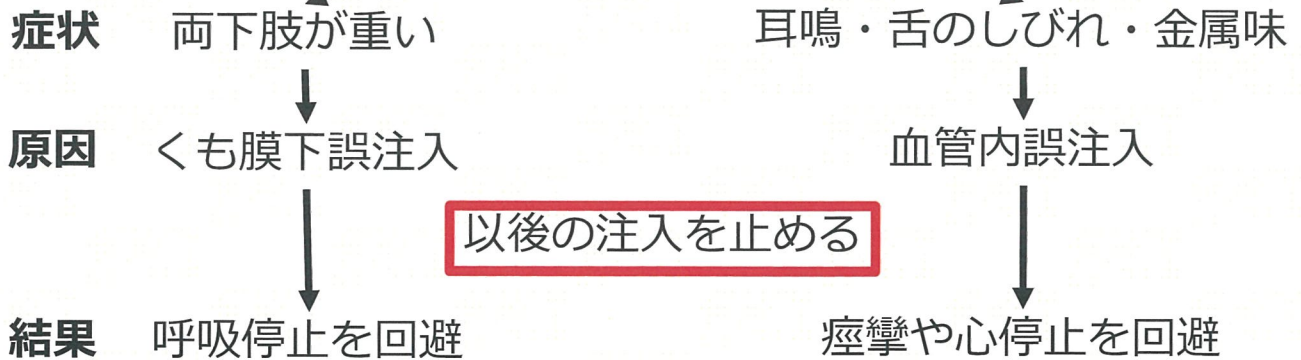 症状 両下肢が重い 耳鳴・舌のしびれ・金属味
原因 くも膜下誤注入 血管内誤注入
以後の注入を止める
結果 呼吸停止を回避 痙攣や心停止を回避